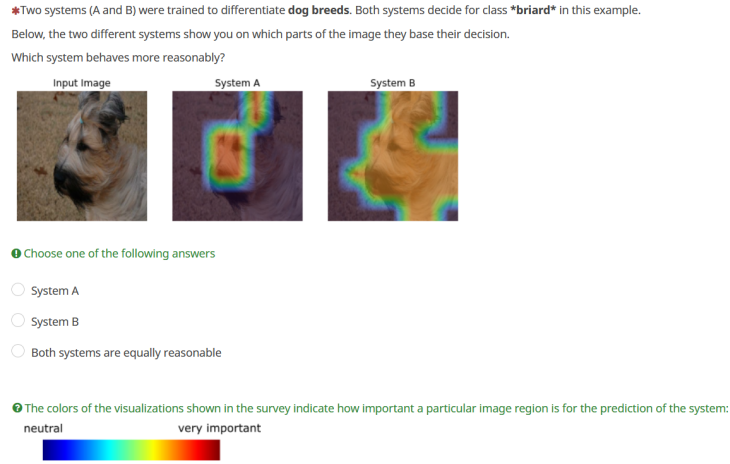 ✱Two systems (A and B) were trained to differentiate dog breeds. Both systems decide for class *briard* in this example.
Below, the two different systems show you on which parts of the image they base their decision.
Which system behaves more reasonably?
Input Image System A System B
Choose one of the following answers
System A
System B
Both systems are equally reasonable
The colors of the visualizations shown in the survey indicate how important a particular image region is for the prediction of the system:
neutral very important